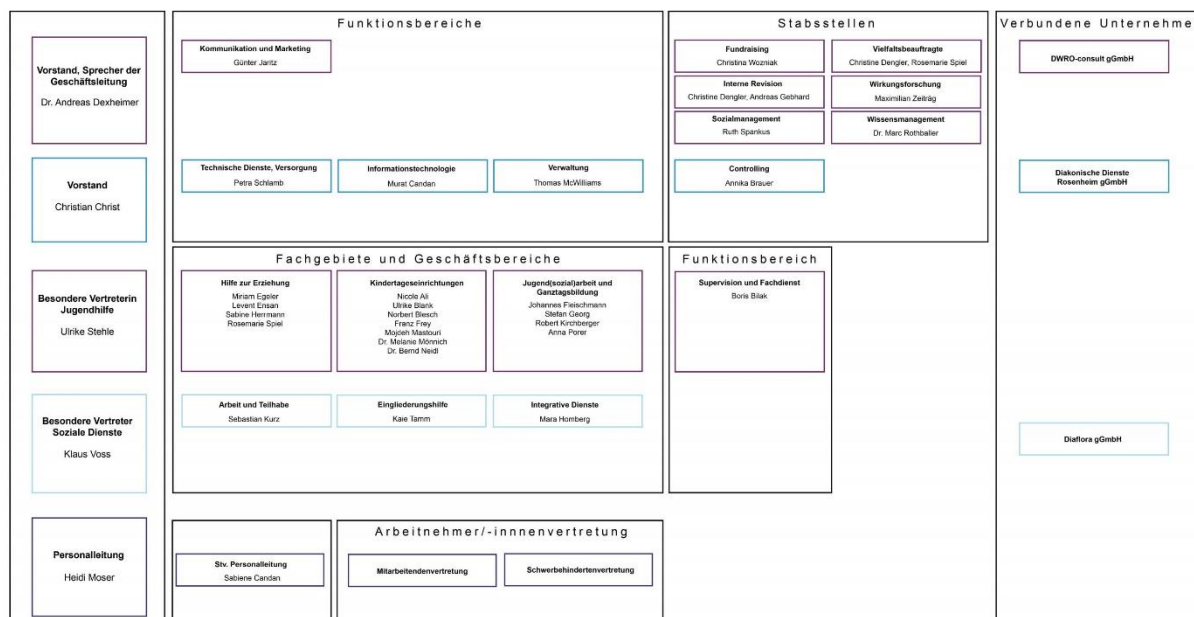 Funktionsbereiche
Stabsstellen
Verbundene Unternehme
Vorstand, Sprecher der
Geschäftsleitung
Dr. Andreas Dexheimer
Kommunikation und Marketing
Günter Jaritz
Fundraising
Christina Wozniak
Vielfaltsbeauftragte
Christine Dengler, Rosemarie Spiel
Interne Revision
Christine Dengler, Andreas Gebhard
Wirkungsforschung
Maximilian Zeiträg
Sozialmanagement
Ruth Spankus
Wissensmanagement
Dr. Marc Rothballer
DWRO-consult gGmbH
Vorstand
Christian Christ
Technische Dienste, Versorgung
Petra Schlamb
Informationstechnologie
Murat Candan
Verwaltung
Thomas McWilliams
Controlling
Annika Brauer
Diakonische Dienste
Rosenheim gGmbH
Fachgebiete und Geschäftsbereiche
Funktionsbereich
Besondere Vertreterin
Jugendhilfe
Ulrike Stehle
Hilfe zur Erziehung
Miriam Egeler
Levent Ensan
Sabine Herrmann
Rosemarie Spiel
Kindertageseinrichtungen
Nicole Ali
Ulrike Blank
Norbert Blesch
Franz Frey
Mojdeh Mastouri
Dr. Melanie Mönnich
Dr. Bernd Neidl
Jugend(sozial)arbeit und
Ganztagsbildung
Johannes Fleischmann
Stefan Georg
Robert Kirchberger
Anna Porer
Supervision und Fachdienst
Boris Bilak
Besondere Vertreter
Soziale Dienste
Klaus Voss
Arbeit und Teilhabe
Sebastian Kurz
Eingliederungshilfe
Kaie Tamm
Integrative Dienste
Mara Homberg
Diaflora gGmbH
Personalleitung
Heidi Moser
Stv. Personalleitung
Sabiene Candan
Arbeitnehmer/-innnenvertretung
Mitarbeitendenvertretung
Schwerbehindertenvertretung